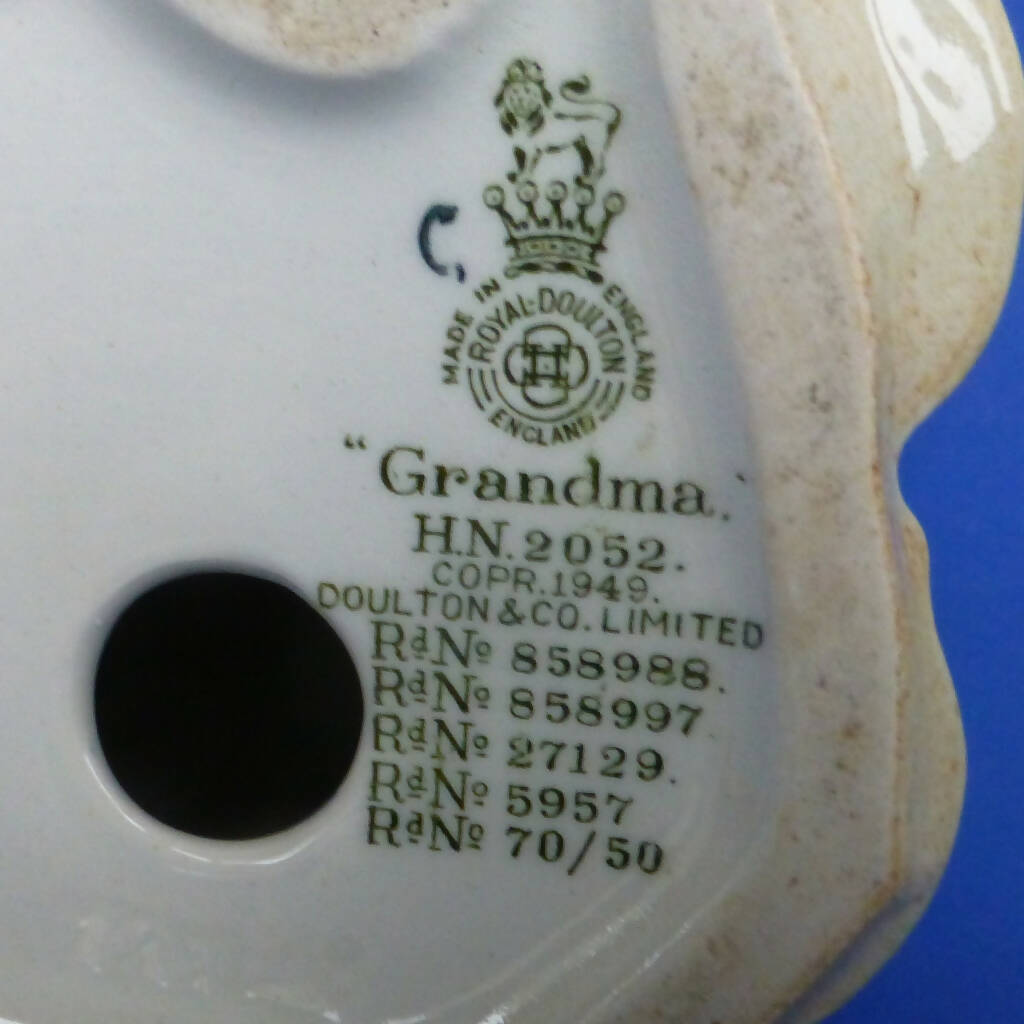 MADE IN ENGLAND
ROYAL·DOULTON
ENGLAND
“Grandma.
H.N. 2052.
COPR. 1949.
DOULTON & CO. LIMITED
Rd No 858988.
Rd No 858997
Rd No 27129.
Rd No 5957
Rd No 70/50